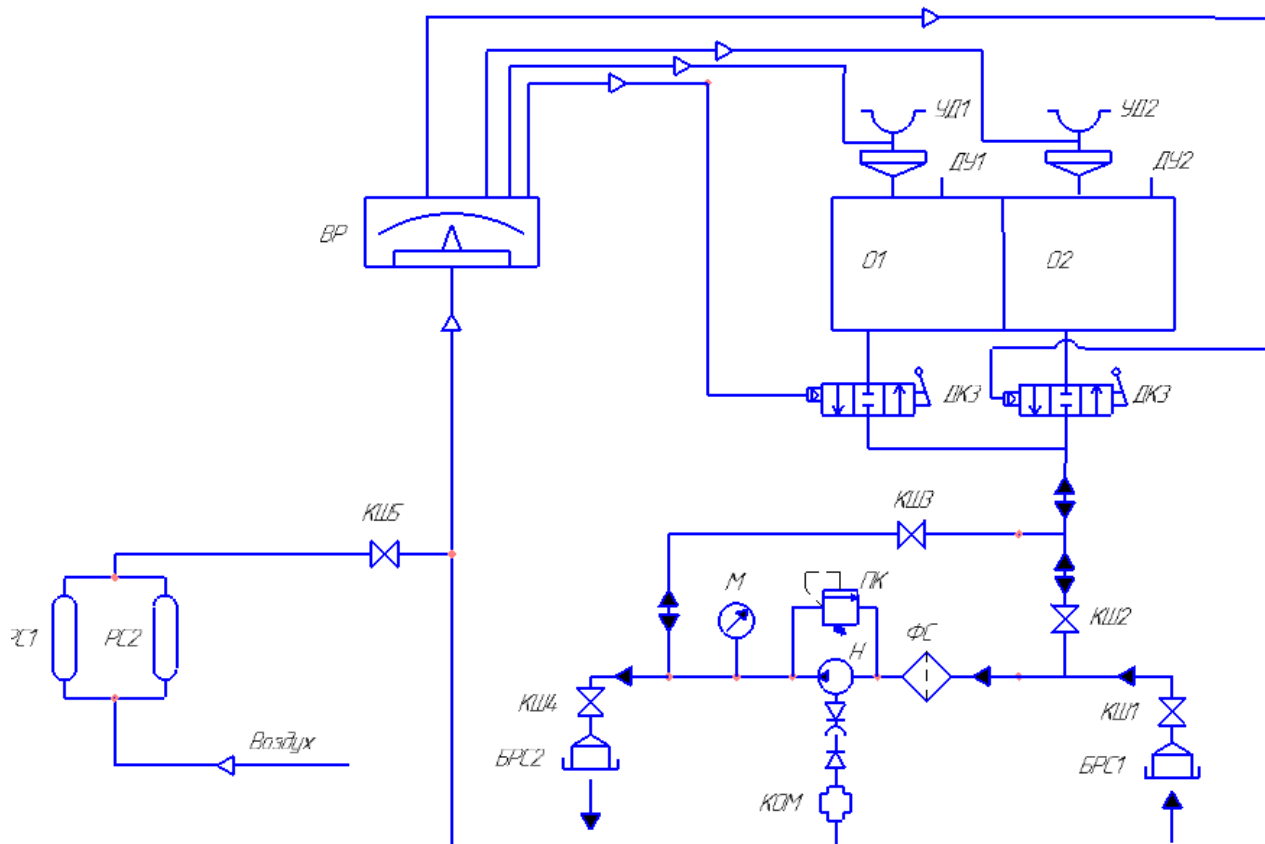 УД1
УД2
ДУ1
ДУ2
ВР
О1
О2
ДКЗ
ДКЗ
КШ5
КШ3
М
ПК
КШ2
РС1
РС2
ФС
Н
КШ4
КШ1
Воздух
БРС2
БРС1
КОМ